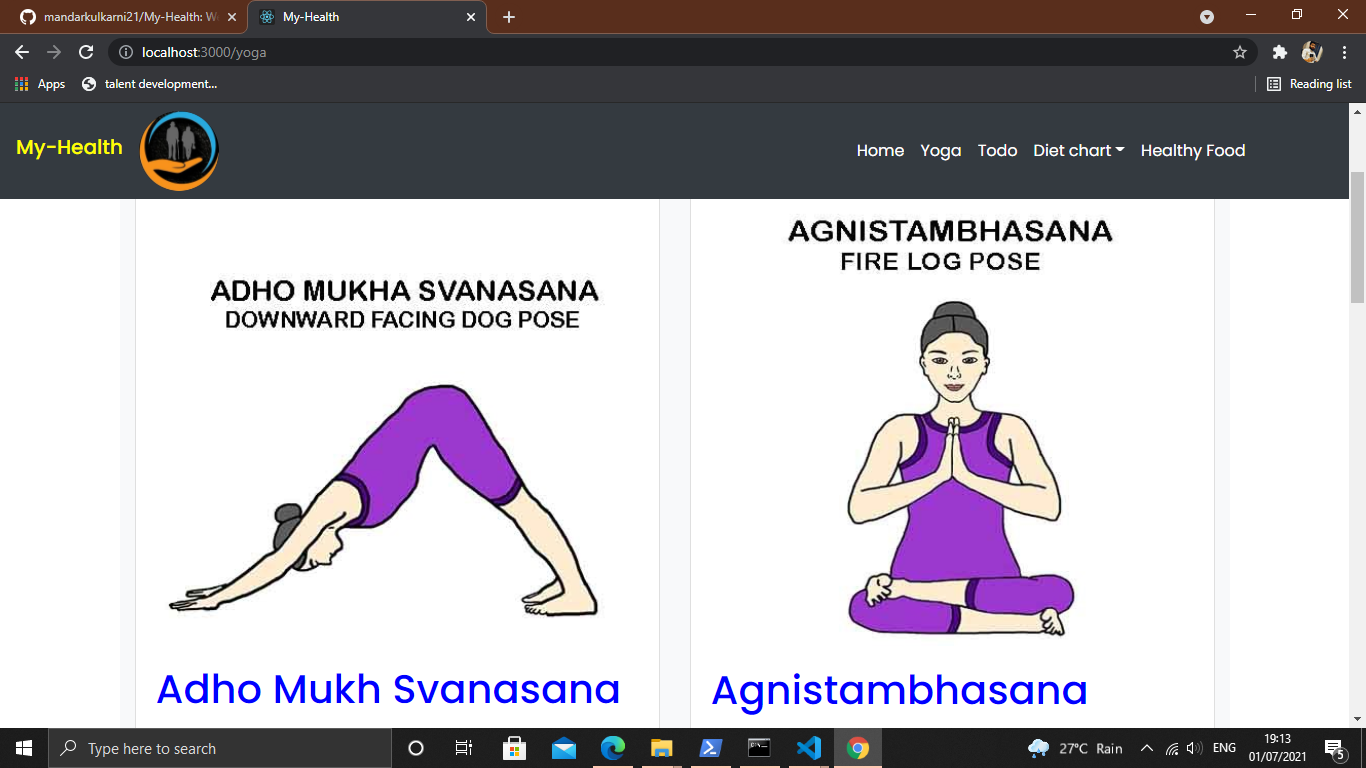 mandarkulkarni21/My-Health: W
My-Health
localhost:3000/yoga
Apps
talent development...
Reading list
My-Health
Home Yoga Todo Diet chart Healthy Food
ADHO MUKHA SVANASANA
DOWNWARD FACING DOG POSE
AGNISTAMBHASANA
FIRE LOG POSE
Adho Mukh Svanasana
Agnistambhasana
Type here to search
27°C Rain
ENG
19:13
01/07/2021
5